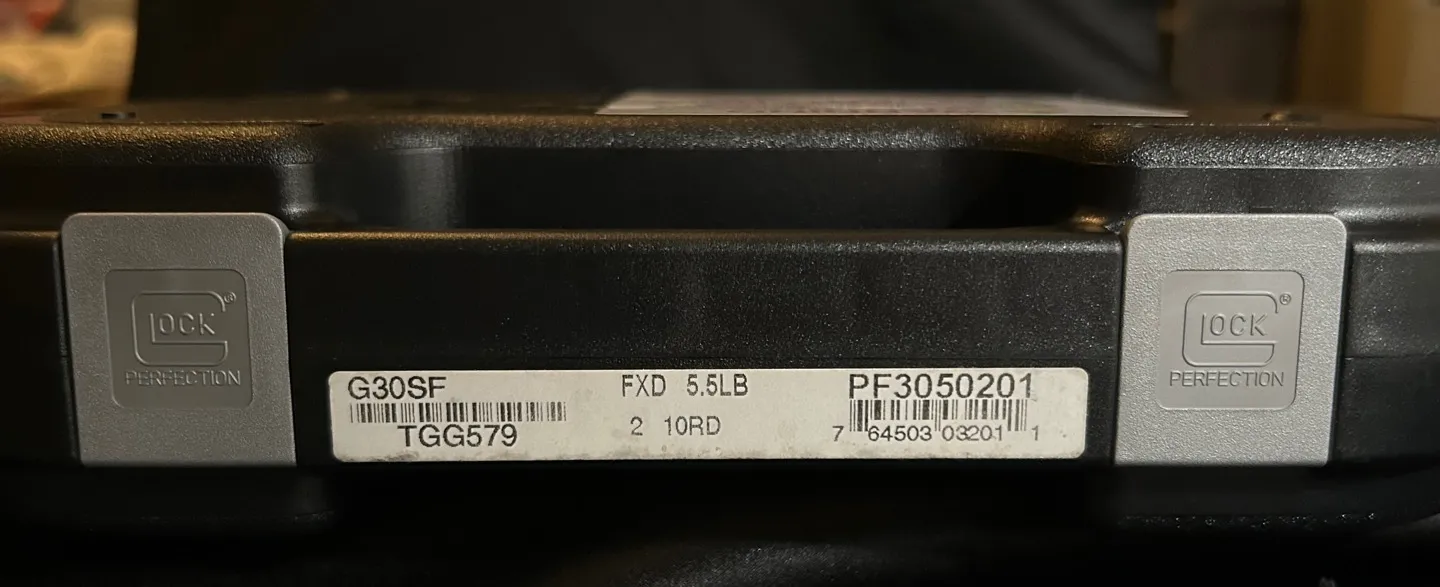 GLOCK®
PERFECTION
G30SF
TGG579
FXD 5.5LB
2 10RD
PF3050201
7 64503 03201 1
GLOCK®
PERFECTION